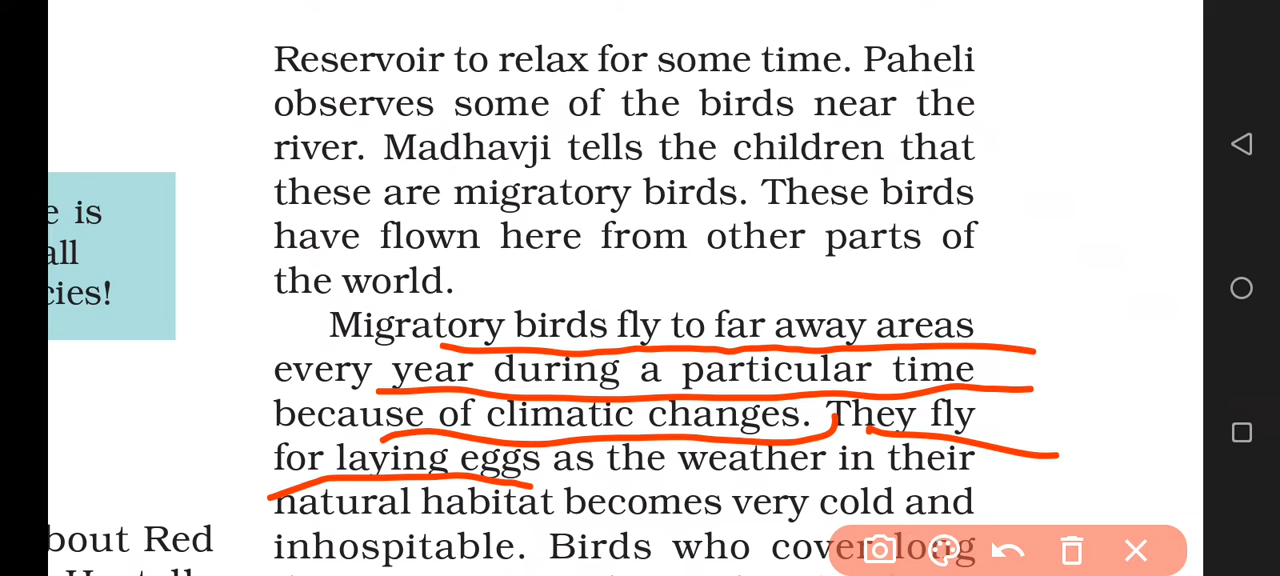 Reservoir to relax for some time. Paheli
observes some of the birds near the
river. Madhavji tells the children that
these are migratory birds. These birds
have flown here from other parts of
the world.
Migratory birds fly to far away areas
every year during a particular time
because of climatic changes. They fly
for laying eggs as the weather in their
natural habitat becomes very cold and
inhospitable. Birds who cover long
e is
all
cies!
bout Red